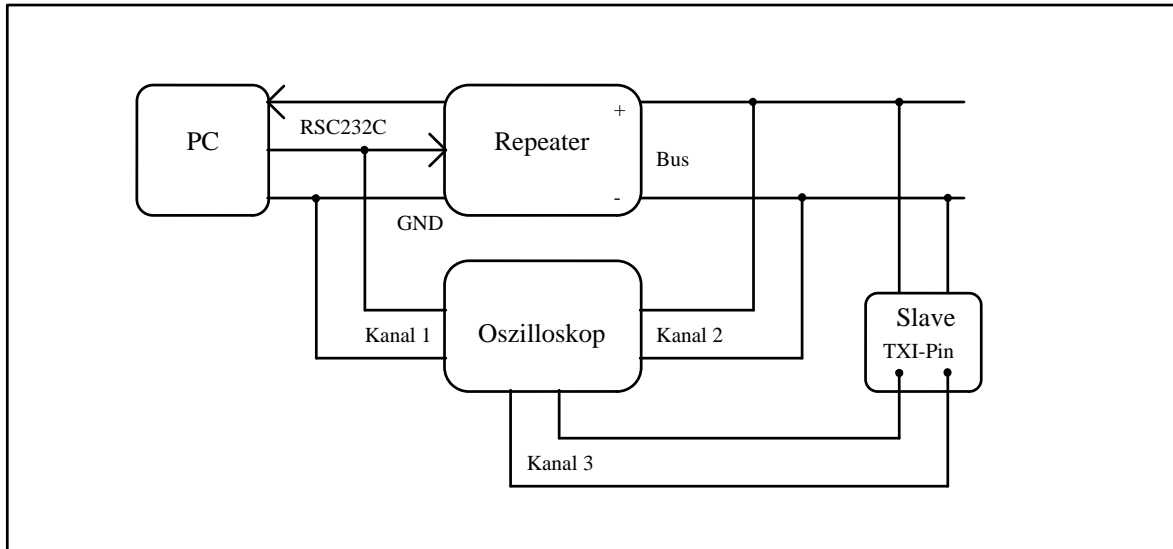 PC
RSC232C
GND
Repeater
+
-
Bus
Kanal 1
Oszilloskop
Kanal 2
Slave
TXI-Pin
Kanal 3